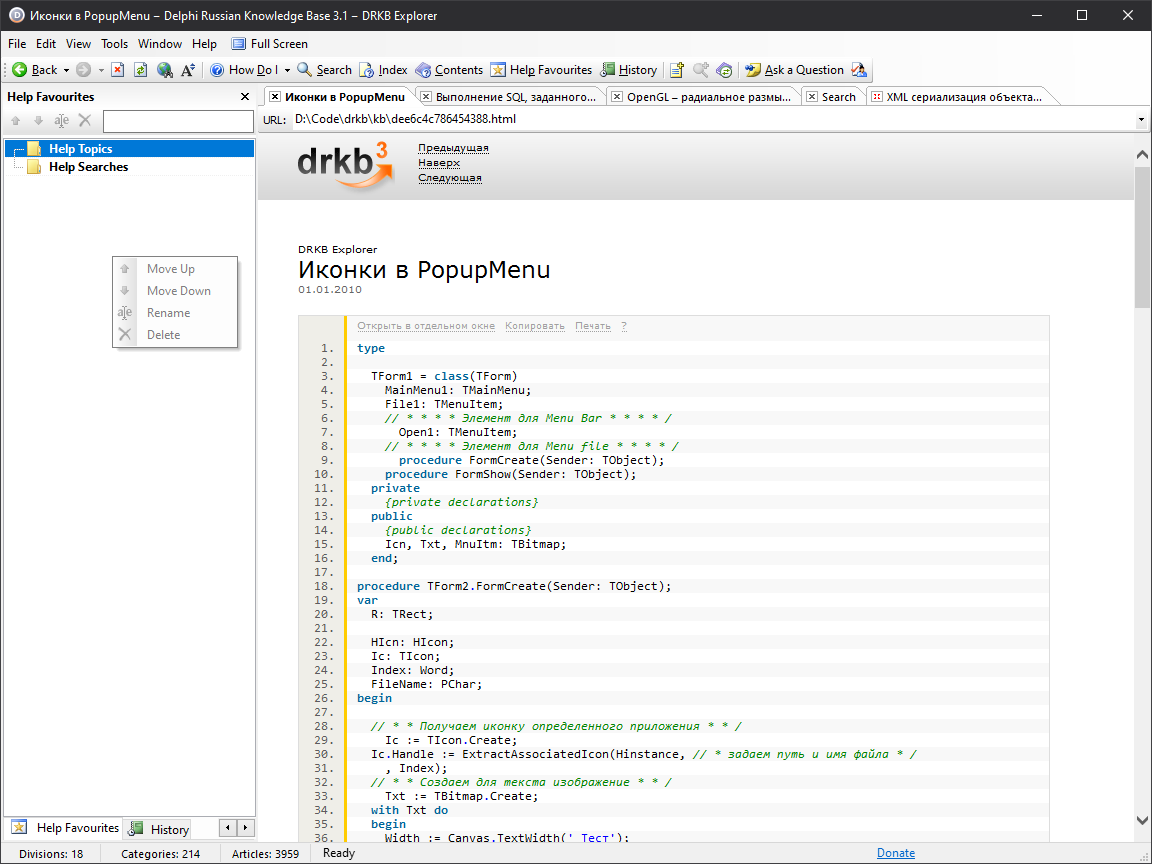 Иконки в PopupMenu – Delphi Russian Knowledge Base 3.1 – DRKB Explorer
File Edit View Tools Window Help Full Screen
Back How Do I Search Index Contents Help Favourites History Ask a Question
Help Favourites
Иконки в PopupMenu Выполнение SQL, заданного... OpenGL – радиальное размы... Search XML сериализация объекта...
URL: D:\Code\drkb\kb\dee6c4c786454388.html
Help Topics
Help Searches
Move Up
Move Down
Rename
Delete
drkb3
Предыдущая
Наверх
Следующая
DRKB Explorer
Иконки в PopupMenu
01.01.2010
Открыть в отдельном окне Копировать Печать ?
1. type
2.
3. TForm1 = class(TForm)
4. MainMenu1: TMainMenu;
5. File1: TMenuItem;
6. // * * * * Элемент для Menu Bar * * * * /
7. Open1: TMenuItem;
8. // * * * * Элемент для Menu file * * * * /
9. procedure FormCreate(Sender: TObject);
10. procedure FormShow(Sender: TObject);
11. private
12. {private declarations}
13. public
14. {public declarations}
15. Icn, Txt, MnuItm: TBitmap;
16. end;
17.
18. procedure TForm2.FormCreate(Sender: TObject);
19. var
20. R: TRect;
21.
22. HIcn: HIcon;
23. Ic: TIcon;
24. Index: Word;
25. FileName: PChar;
26. begin
27.
28. // * * Получаем иконку определенного приложения * * /
29. Ic := TIcon.Create;
30. Ic.Handle := ExtractAssociatedIcon(Hinstance, // * задаем путь и имя файла * /
31. , Index);
32. // * * Создаем для текста изображение * * /
33. Txt := TBitmap.Create;
34. with Txt do
35. begin
36. Width := Canvas.TextWidth(' Тест');
Help Favourites History
Divisions: 18 Categories: 214 Articles: 3959 Ready Donate